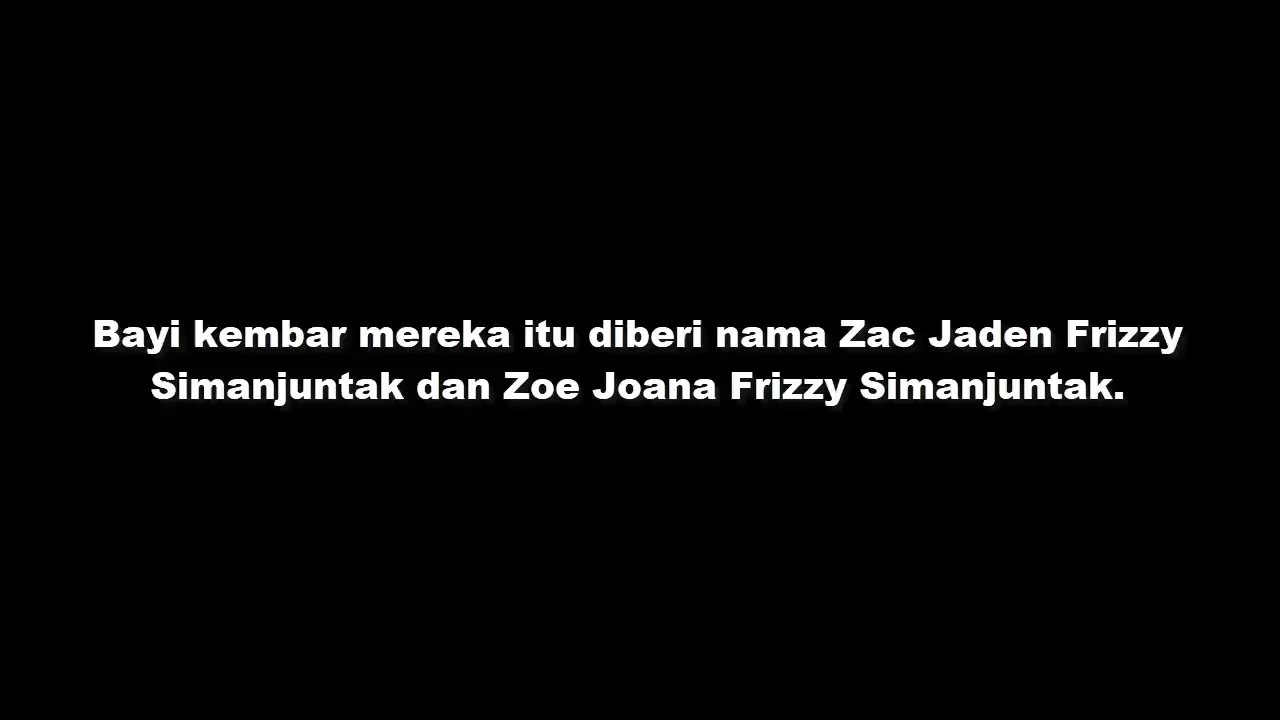 Bayi kembar mereka itu diberi nama Zac Jaden Frizzy
Simanjuntak dan Zoe Joana Frizzy Simanjuntak.